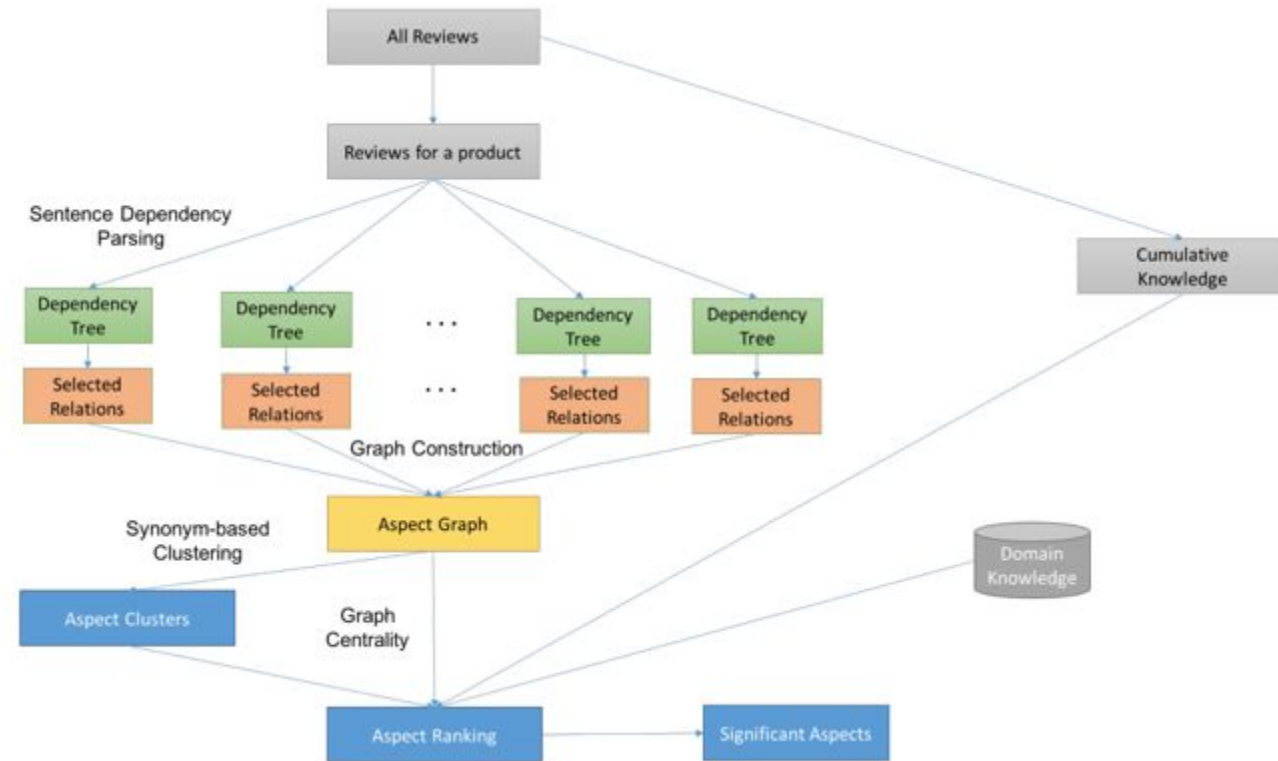 All Reviews
Reviews for a product
Sentence Dependency
Parsing
Cumulative
Knowledge
Dependency
Tree
Dependency
Tree
...
Dependency
Tree
Dependency
Tree
Selected
Relations
Selected
Relations
...
Selected
Relations
Selected
Relations
Graph Construction
Aspect Graph
Synonym-based
Clustering
Domain
Knowledge
Aspect Clusters
Graph
Centrality
Aspect Ranking
Significant Aspects